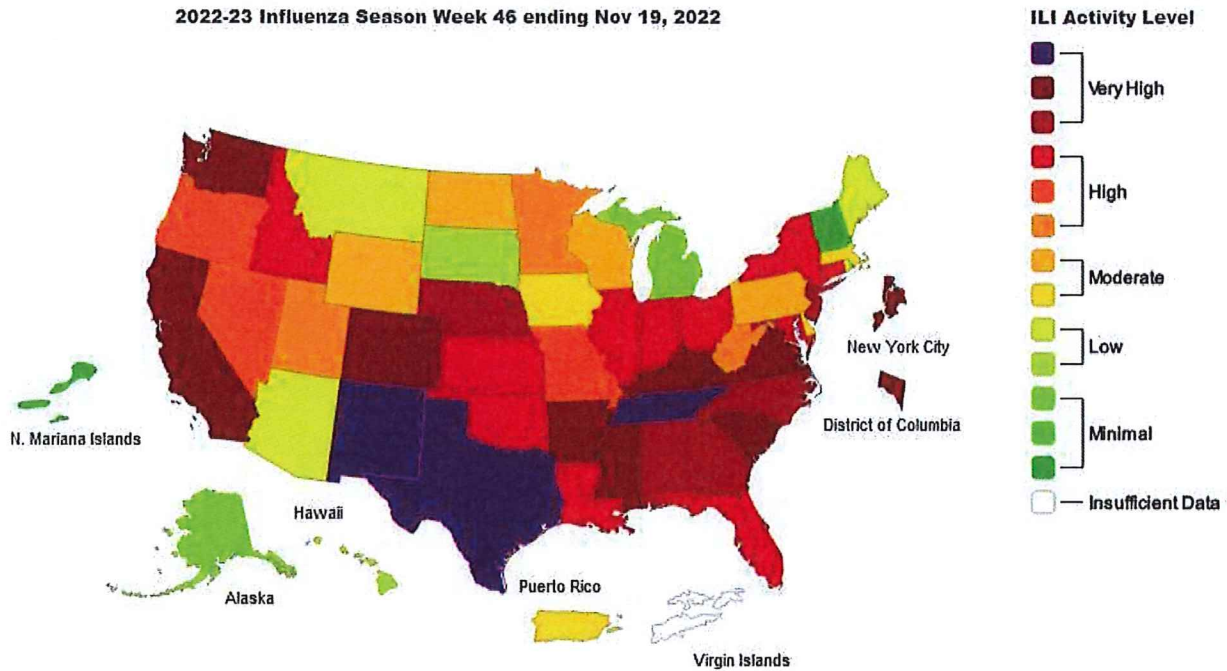 2022-23 Influenza Season Week 46 ending Nov 19, 2022
ILI Activity Level
Very High
High
Moderate
Low
Minimal
Insufficient Data
New York City
District of Columbia
N. Mariana Islands
Hawaii
Alaska
Puerto Rico
Virgin Islands